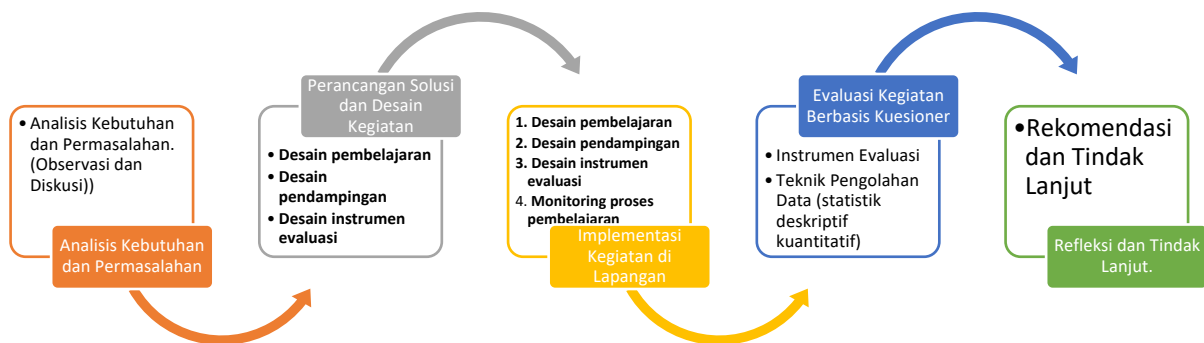 • Analisis Kebutuhan
dan Permasalahan.
(Observasi dan
Diskusi))
Analisis Kebutuhan
dan Permasalahan
Perancangan Solusi
dan Desain
Kegiatan
• Desain pembelajaran
• Desain
pendampingan
• Desain instrumen
evaluasi
1. Desain pembelajaran
2. Desain pendampingan
3. Desain instrumen
evaluasi
4. Monitoring proses
pembelajaran
Implementasi
Kegiatan di
Lapangan
Evaluasi Kegiatan
Berbasis Kuesioner
• Instrumen Evaluasi
• Teknik Pengolahan
Data (statistik
deskriptif
kuantitatif)
•Rekomendasi
dan Tindak
Lanjut
Refleksi dan Tindak
Lanjut.